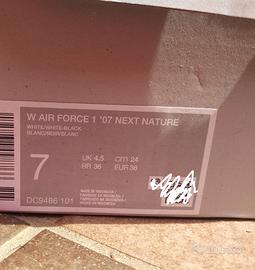 W AIR FORCE 1 '07 NEXT NATURE
WHITE/WHITE-BLACK
BLANC/NOIR/BLANC
7
UK 4.5 CM 24
BR 36 EUR 38
MADE IN INDONESIA
DC9486 101